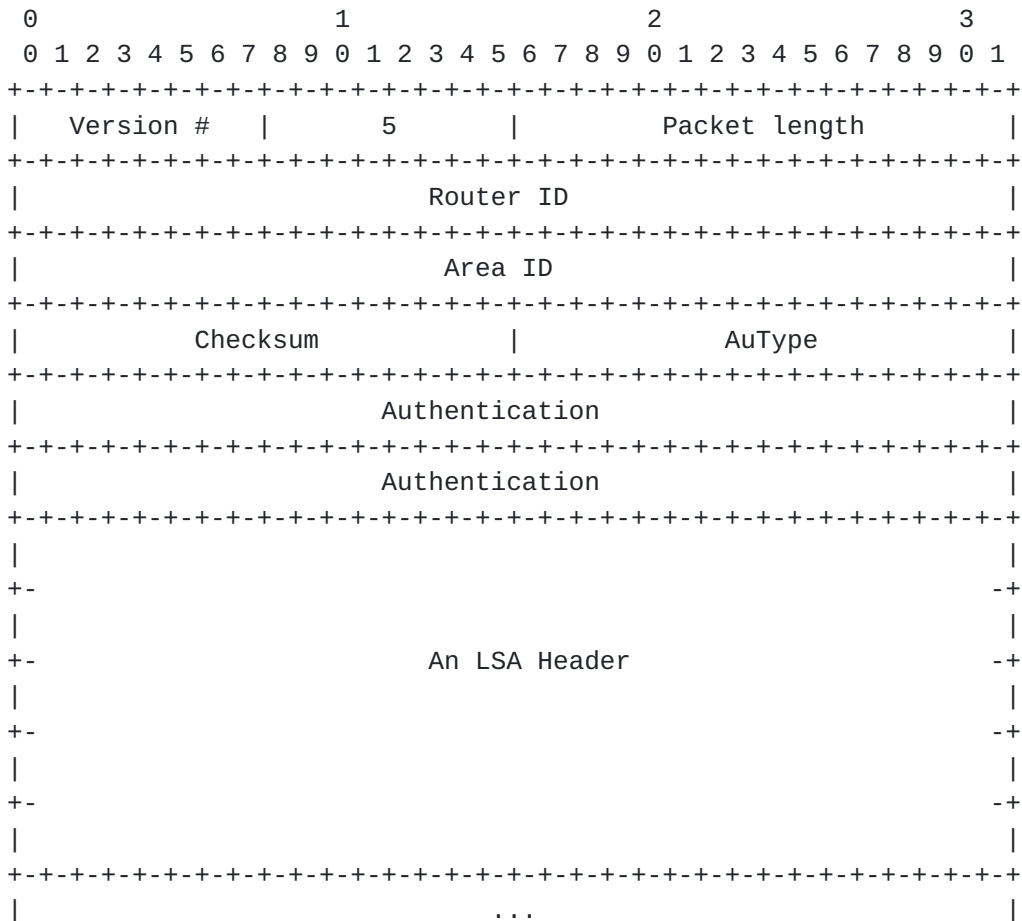 0                   1                   2                   3
 0 1 2 3 4 5 6 7 8 9 0 1 2 3 4 5 6 7 8 9 0 1 2 3 4 5 6 7 8 9 0 1
+-+-+-+-+-+-+-+-+-+-+-+-+-+-+-+-+-+-+-+-+-+-+-+-+-+-+-+-+-+-+-+-+
|   Version #   |       5       |         Packet length         |
+-+-+-+-+-+-+-+-+-+-+-+-+-+-+-+-+-+-+-+-+-+-+-+-+-+-+-+-+-+-+-+-+
|                          Router ID                            |
+-+-+-+-+-+-+-+-+-+-+-+-+-+-+-+-+-+-+-+-+-+-+-+-+-+-+-+-+-+-+-+-+
|                           Area ID                             |
+-+-+-+-+-+-+-+-+-+-+-+-+-+-+-+-+-+-+-+-+-+-+-+-+-+-+-+-+-+-+-+-+
|           Checksum            |             AuType            |
+-+-+-+-+-+-+-+-+-+-+-+-+-+-+-+-+-+-+-+-+-+-+-+-+-+-+-+-+-+-+-+-+
|                       Authentication                          |
+-+-+-+-+-+-+-+-+-+-+-+-+-+-+-+-+-+-+-+-+-+-+-+-+-+-+-+-+-+-+-+-+
|                       Authentication                          |
+-+-+-+-+-+-+-+-+-+-+-+-+-+-+-+-+-+-+-+-+-+-+-+-+-+-+-+-+-+-+-+-+
|                                                               |
+-                                                             -+
|                                                               |
+-                         An LSA Header                       -+
|                                                               |
+-                                                             -+
|                                                               |
+-                                                             -+
|                                                               |
+-+-+-+-+-+-+-+-+-+-+-+-+-+-+-+-+-+-+-+-+-+-+-+-+-+-+-+-+-+-+-+-+
|                              ...                              |